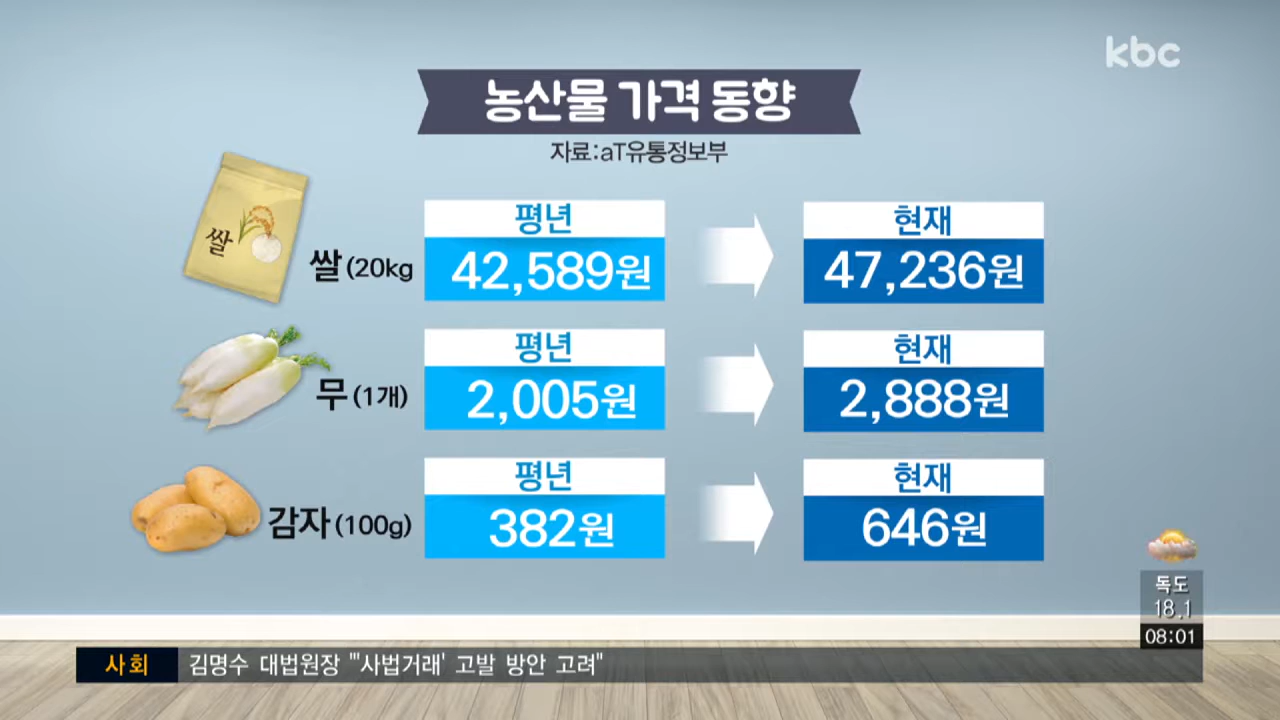 kbc
농산물 가격 동향
자료:aT유통정보부
쌀
쌀 (20kg
평년
42,589원
현재
47,236원
무 (1개)
평년
2,005원
현재
2,888원
감자 (100g)
평년
382원
현재
646원
독도
18.1
08:01
사회 김명수 대법원장 "'사법거래' 고발 방안 고려"